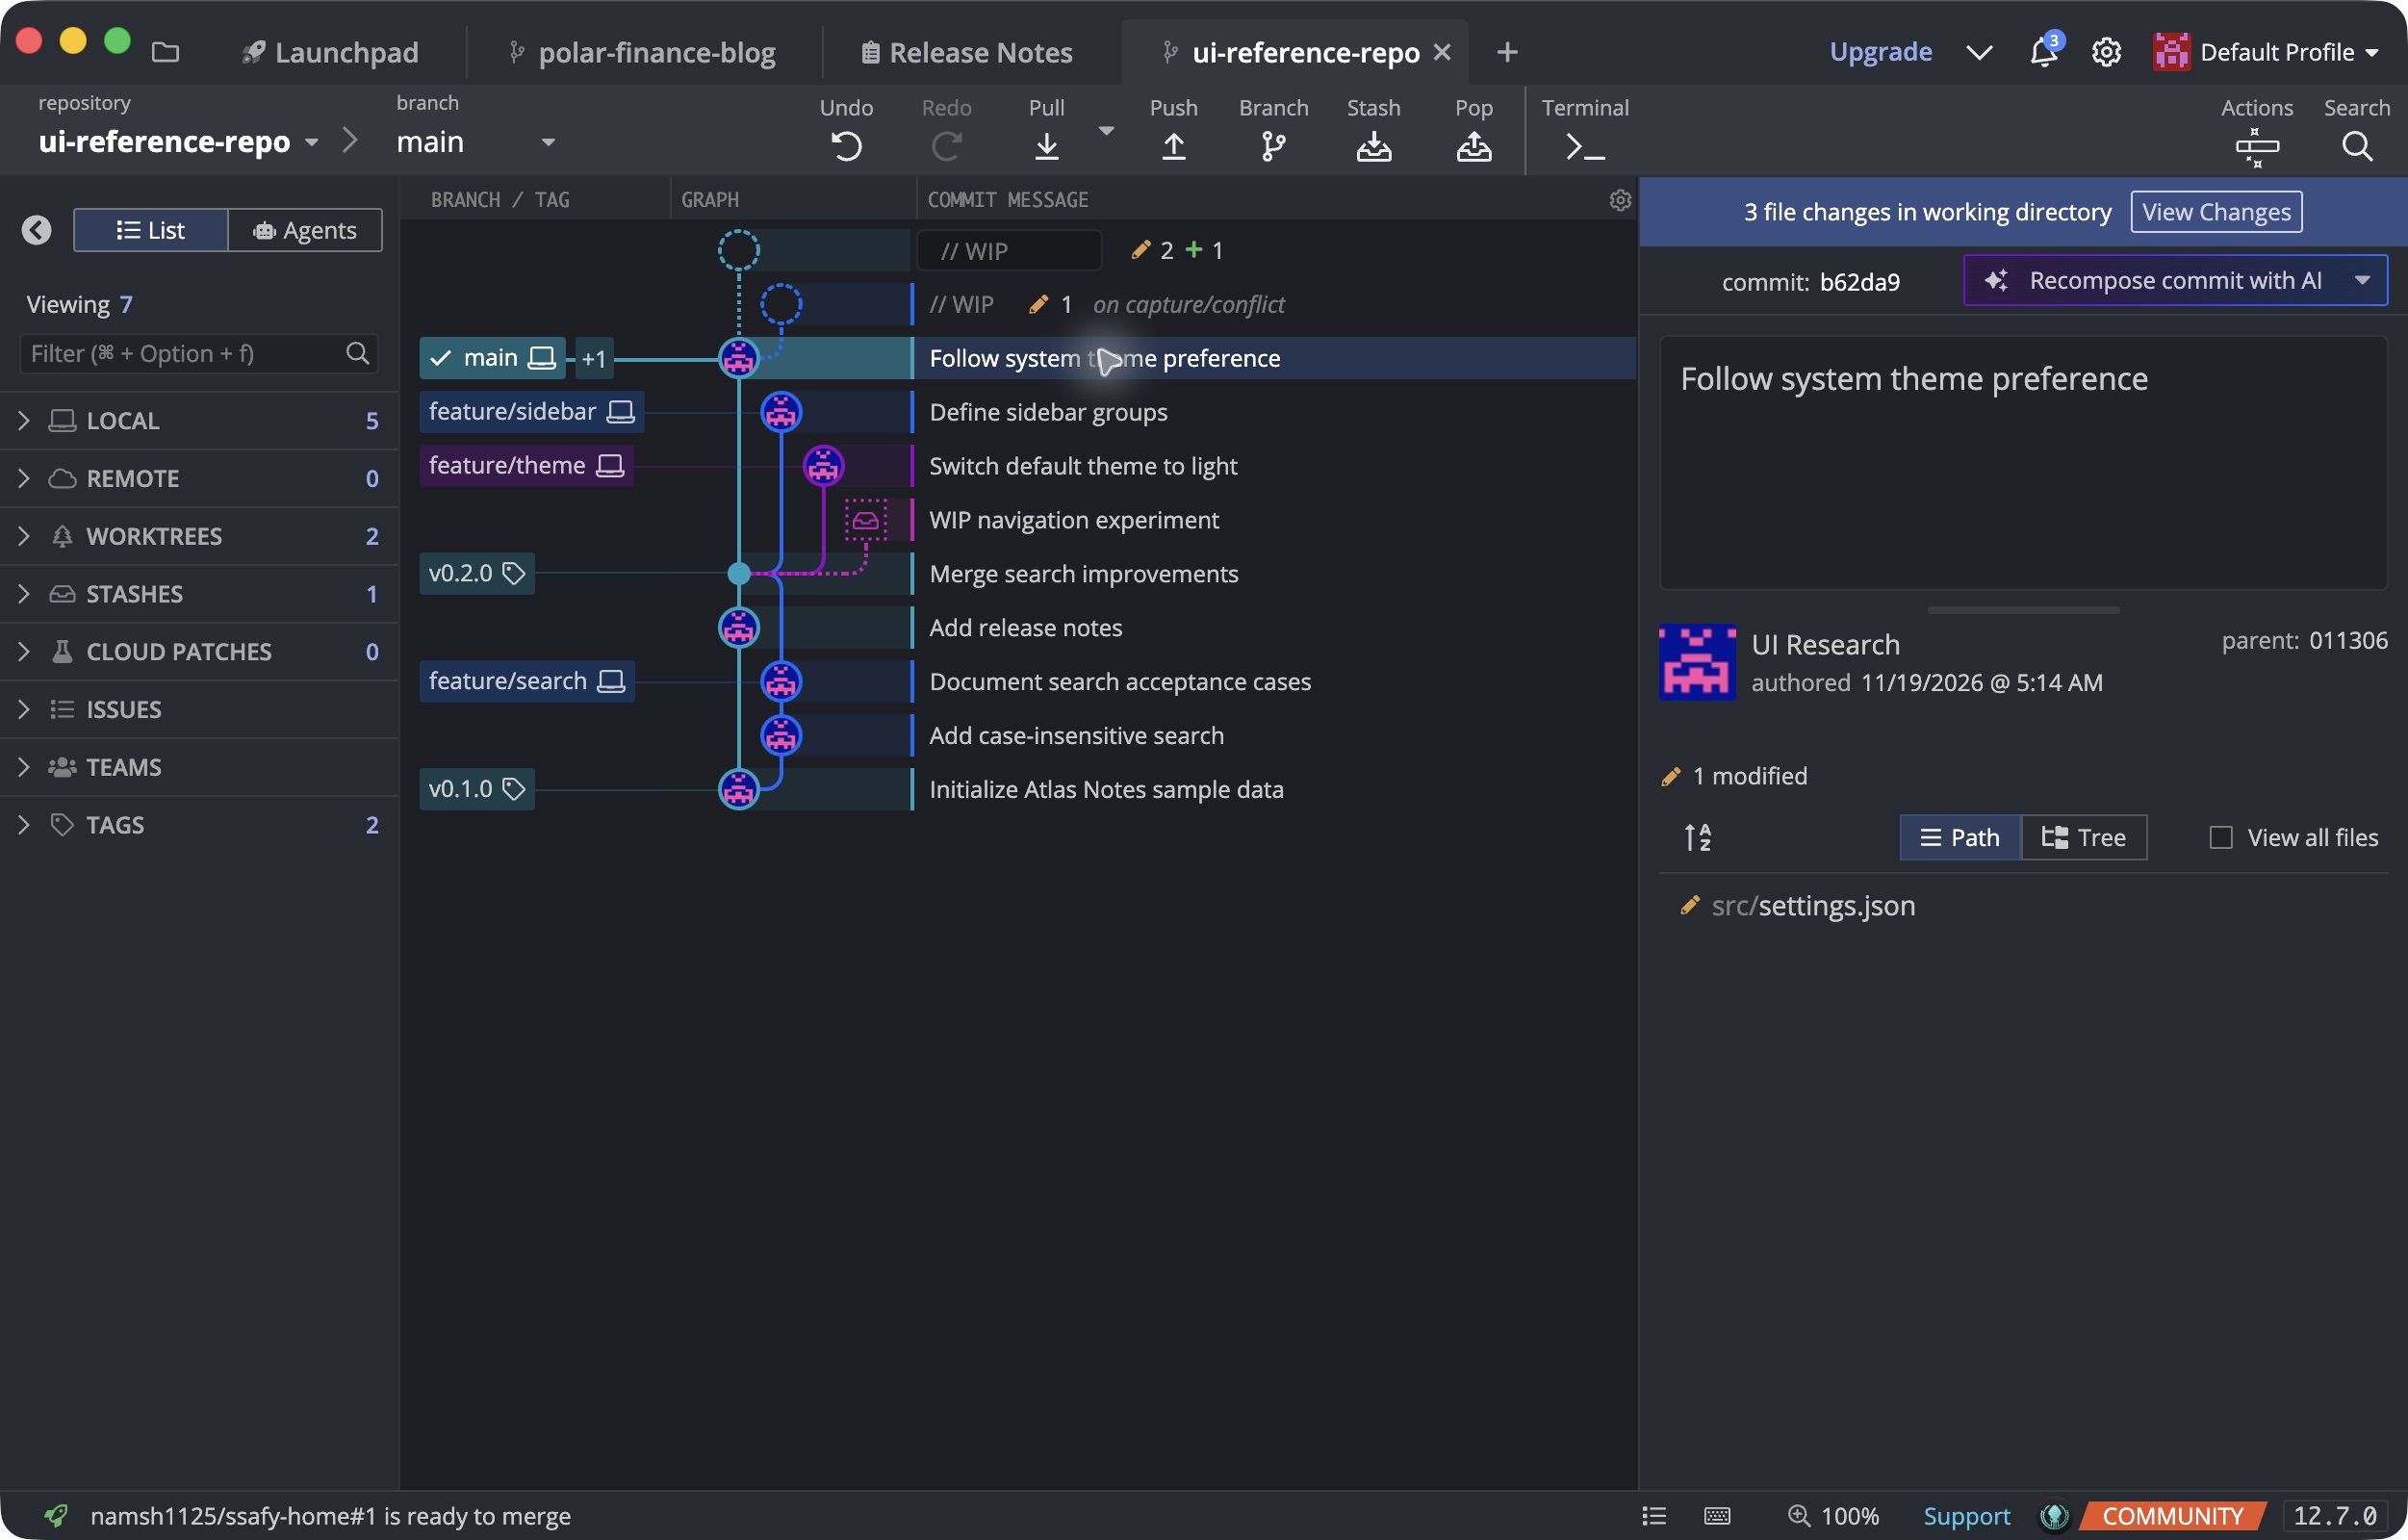 Launchpad
polar-finance-blog
Release Notes
ui-reference-repo
Upgrade
3
Default Profile
repository
ui-reference-repo
branch
main
Undo
Redo
Pull
Push
Branch
Stash
Pop
Terminal
Actions
Search
List
Agents
Viewing 7
Filter (⌘ + Option + f)
LOCAL 5
REMOTE 0
WORKTREES 2
STASHES 1
CLOUD PATCHES 0
ISSUES
TEAMS
TAGS 2
BRANCH / TAG
GRAPH
COMMIT MESSAGE
// WIP 2 + 1
// WIP 1 on capture/conflict
main +1 Follow system theme preference
feature/sidebar Define sidebar groups
feature/theme Switch default theme to light
WIP navigation experiment
v0.2.0 Merge search improvements
Add release notes
feature/search Document search acceptance cases
Add case-insensitive search
v0.1.0 Initialize Atlas Notes sample data
3 file changes in working directory
View Changes
commit: b62da9
Recompose commit with AI
Follow system theme preference
UI Research
authored 11/19/2026 @ 5:14 AM
parent: 011306
1 modified
Path
Tree
View all files
src/settings.json
namsh1125/ssafy-home#1 is ready to merge
100%
Support
COMMUNITY
12.7.0